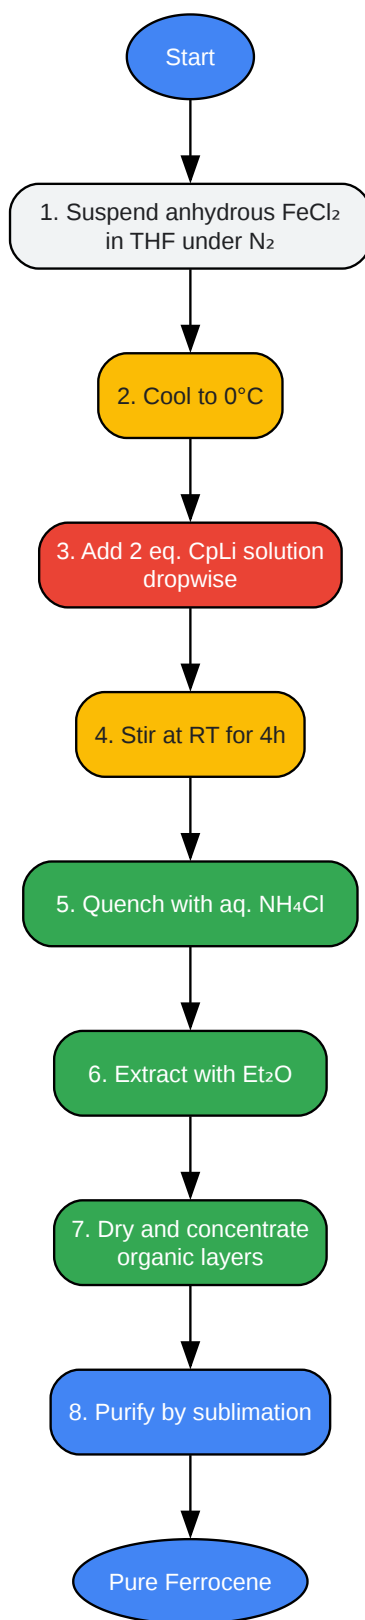 Start
1. Suspend anhydrous FeCl₂
in THF under N₂
2. Cool to 0°C
3. Add 2 eq. CpLi solution
dropwise
4. Stir at RT for 4h
5. Quench with aq. NH₄Cl
6. Extract with Et₂O
7. Dry and concentrate
organic layers
8. Purify by sublimation
Pure Ferrocene